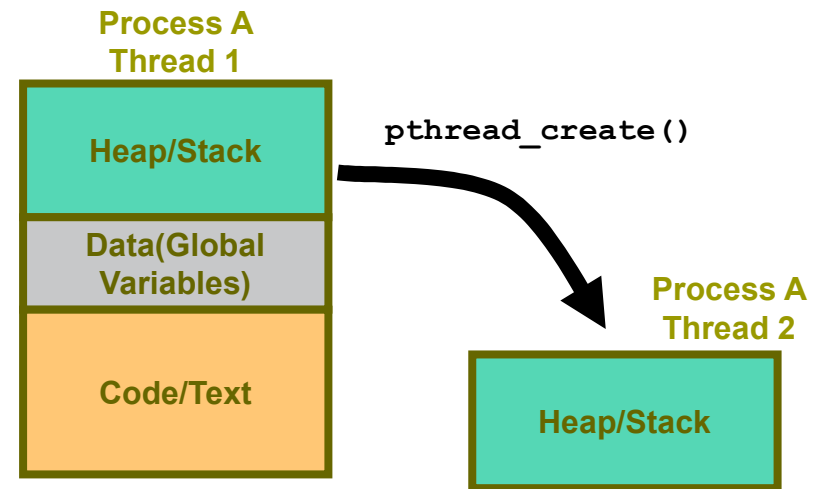 Process A
Thread 1
Heap/Stack
pthread_create()
Data(Global
Variables)
Process A
Thread 2
Code/Text
Heap/Stack